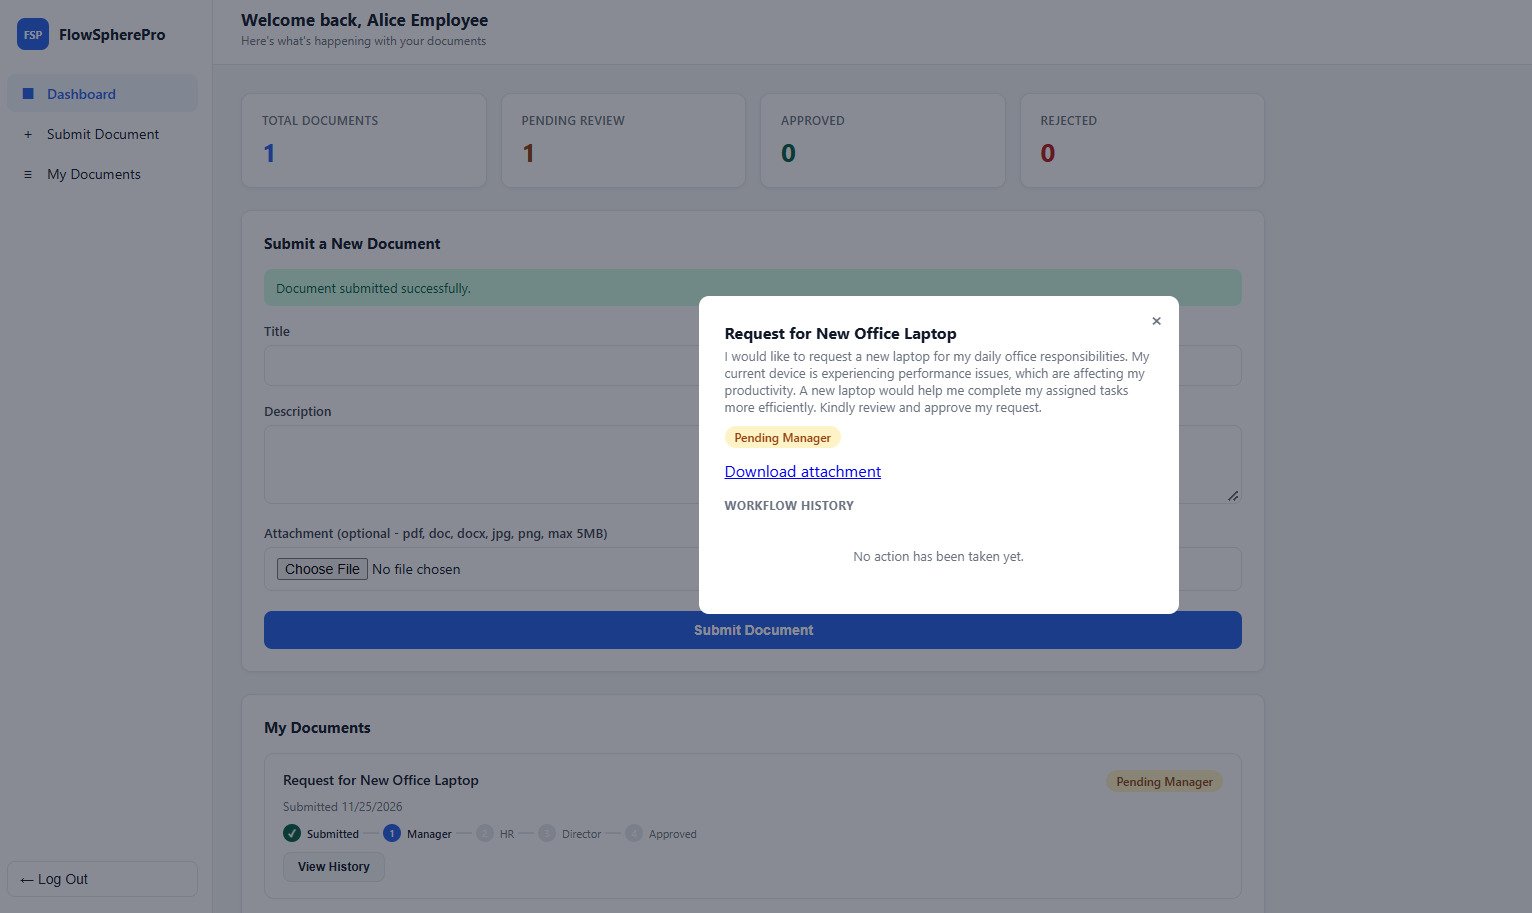 FSP FlowSpherePro
Dashboard
+ Submit Document
My Documents
← Log Out
Welcome back, Alice Employee
Here's what's happening with your documents
TOTAL DOCUMENTS
1
PENDING REVIEW
1
APPROVED
0
REJECTED
0
Submit a New Document
Document submitted successfully.
Title
Description
Attachment (optional - pdf, doc, docx, jpg, png, max 5MB)
Choose File No file chosen
Submit Document
×
Request for New Office Laptop
I would like to request a new laptop for my daily office responsibilities. My
current device is experiencing performance issues, which are affecting my
productivity. A new laptop would help me complete my assigned tasks
more efficiently. Kindly review and approve my request.
Pending Manager
Download attachment
WORKFLOW HISTORY
No action has been taken yet.
My Documents
Request for New Office Laptop
Pending Manager
Submitted 11/25/2026
✓ Submitted 1 Manager 2 HR 3 Director 4 Approved
View History